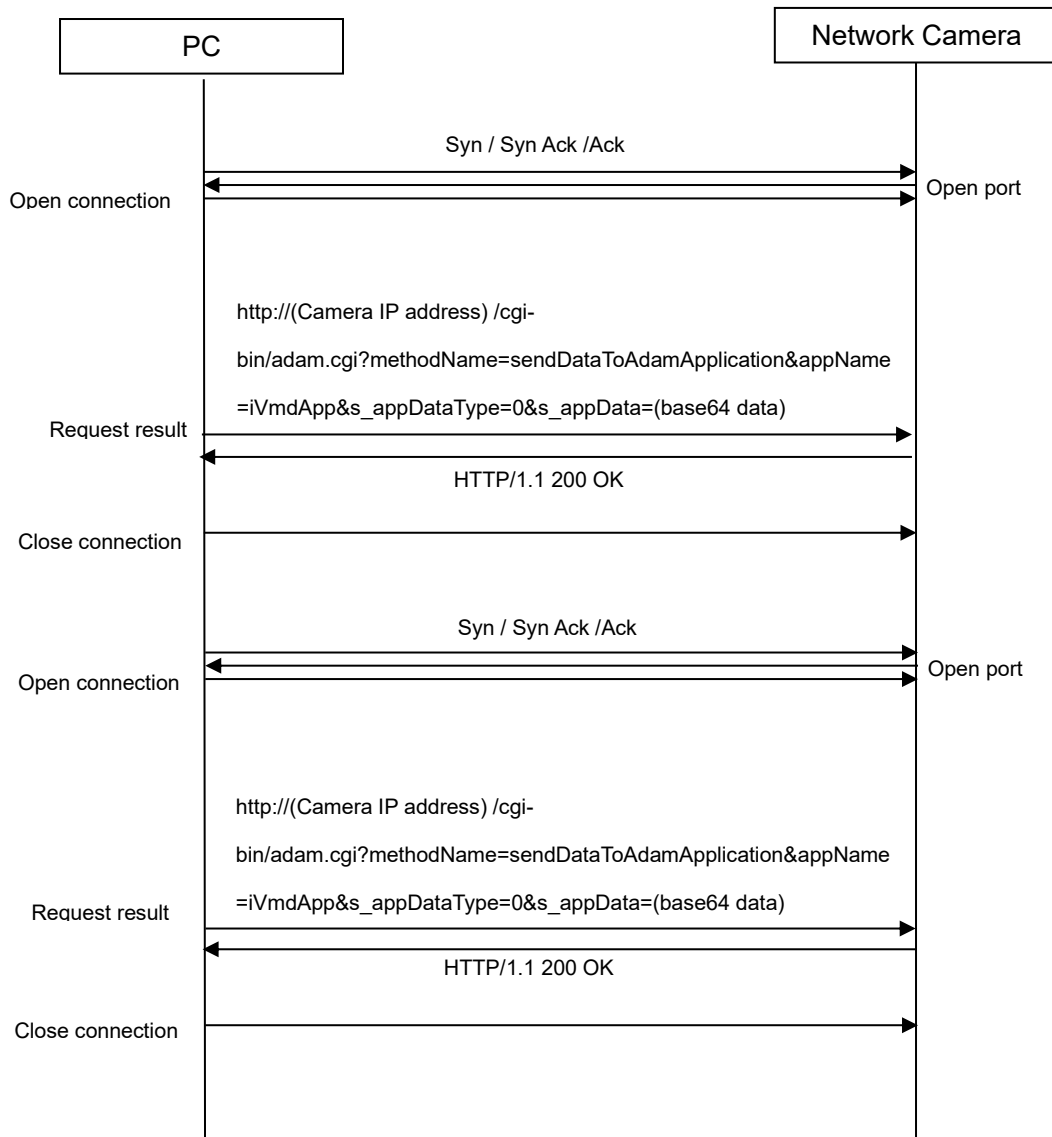 PC
Network Camera
Syn / Syn Ack /Ack
Open connection
Open port
http://(Camera IP address) /cgi-
bin/adam.cgi?methodName=sendDataToAdamApplication&appName
=iVmdApp&s_appDataType=0&s_appData=(base64 data)
Request result
HTTP/1.1 200 OK
Close connection
Syn / Syn Ack /Ack
Open connection
Open port
http://(Camera IP address) /cgi-
bin/adam.cgi?methodName=sendDataToAdamApplication&appName
=iVmdApp&s_appDataType=0&s_appData=(base64 data)
Request result
HTTP/1.1 200 OK
Close connection